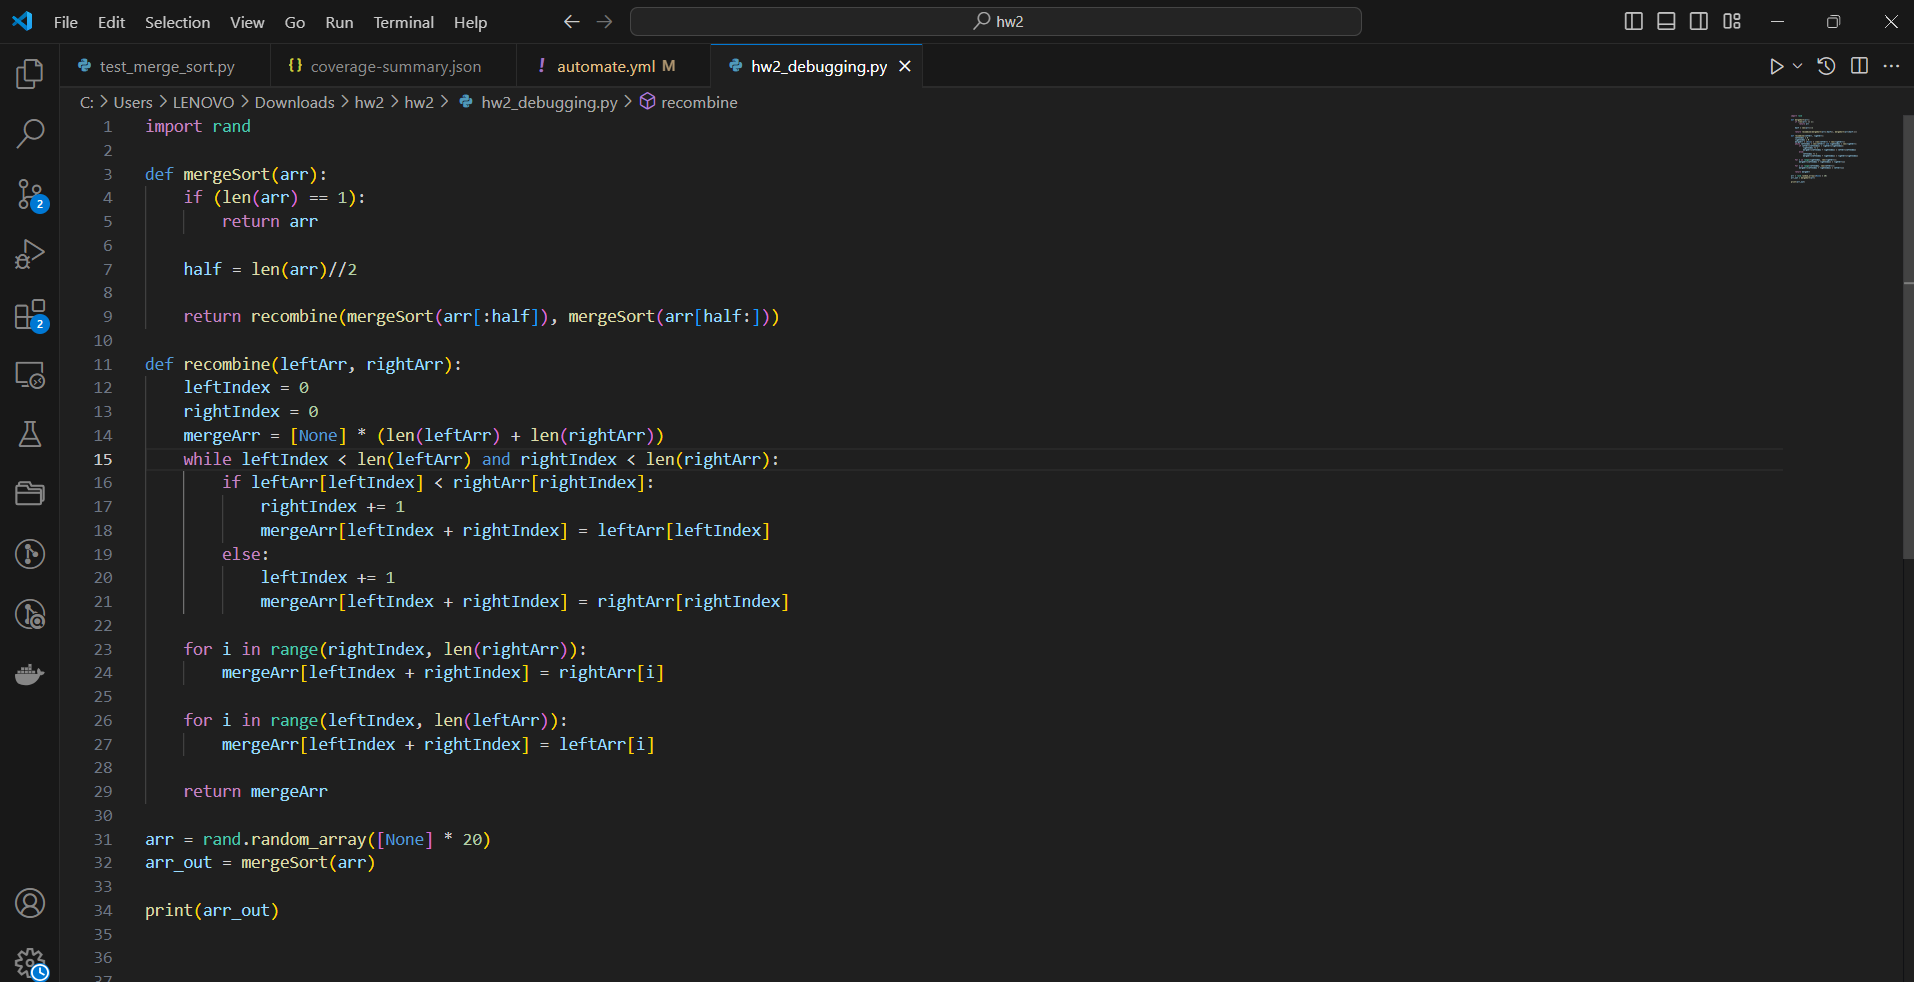 File Edit Selection View Go Run Terminal Help hw2
test_merge_sort.py {} coverage-summary.json ! automate.yml M hw2_debugging.py
C: > Users > LENOVO > Downloads > hw2 > hw2 > hw2_debugging.py > recombine
1 import rand
2
3 def mergeSort(arr):
4     if (len(arr) == 1):
5         return arr
6
7     half = len(arr)//2
8
9     return recombine(mergeSort(arr[:half]), mergeSort(arr[half:]))
10
11 def recombine(leftArr, rightArr):
12     leftIndex = 0
13     rightIndex = 0
14     mergeArr = [None] * (len(leftArr) + len(rightArr))
15     while leftIndex < len(leftArr) and rightIndex < len(rightArr):
16         if leftArr[leftIndex] < rightArr[rightIndex]:
17             rightIndex += 1
18             mergeArr[leftIndex + rightIndex] = leftArr[leftIndex]
19         else:
20             leftIndex += 1
21             mergeArr[leftIndex + rightIndex] = rightArr[rightIndex]
22
23     for i in range(rightIndex, len(rightArr)):
24         mergeArr[leftIndex + rightIndex] = rightArr[i]
25
26     for i in range(leftIndex, len(leftArr)):
27         mergeArr[leftIndex + rightIndex] = leftArr[i]
28
29     return mergeArr
30
31 arr = rand.random_array([None] * 20)
32 arr_out = mergeSort(arr)
33
34 print(arr_out)
35
36
37
2
2